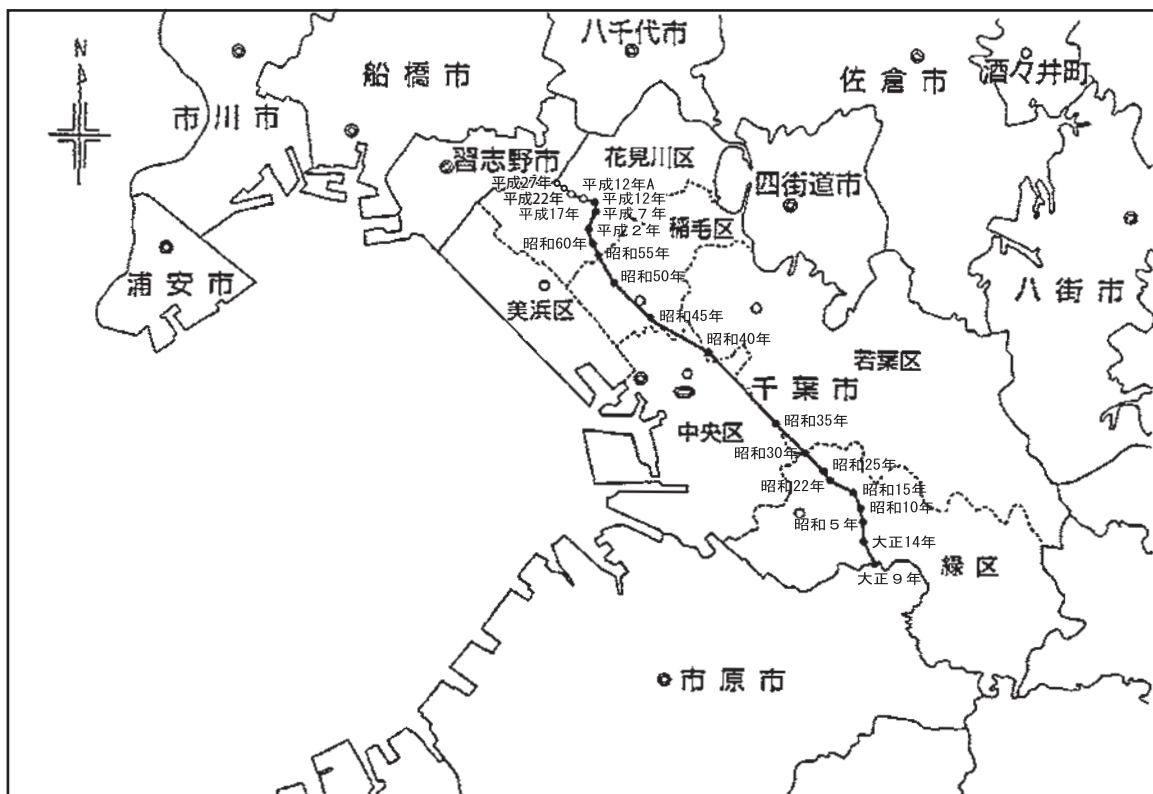 八千代市
酒々井町
佐倉市
船橋市
N
市川市
花見川区
習志野市
平成27年
平成12年A
四街道市
平成22年
平成12年
平成17年
平成7年
稲毛区
平成2年
昭和60年
昭和55年
昭和50年
浦安市
八街市
美浜区
昭和45年
昭和40年
若葉区
千葉市
昭和35年
中央区
昭和30年
昭和25年
昭和22年
昭和15年
昭和10年
昭和5年
大正14年
緑区
大正9年
市原市